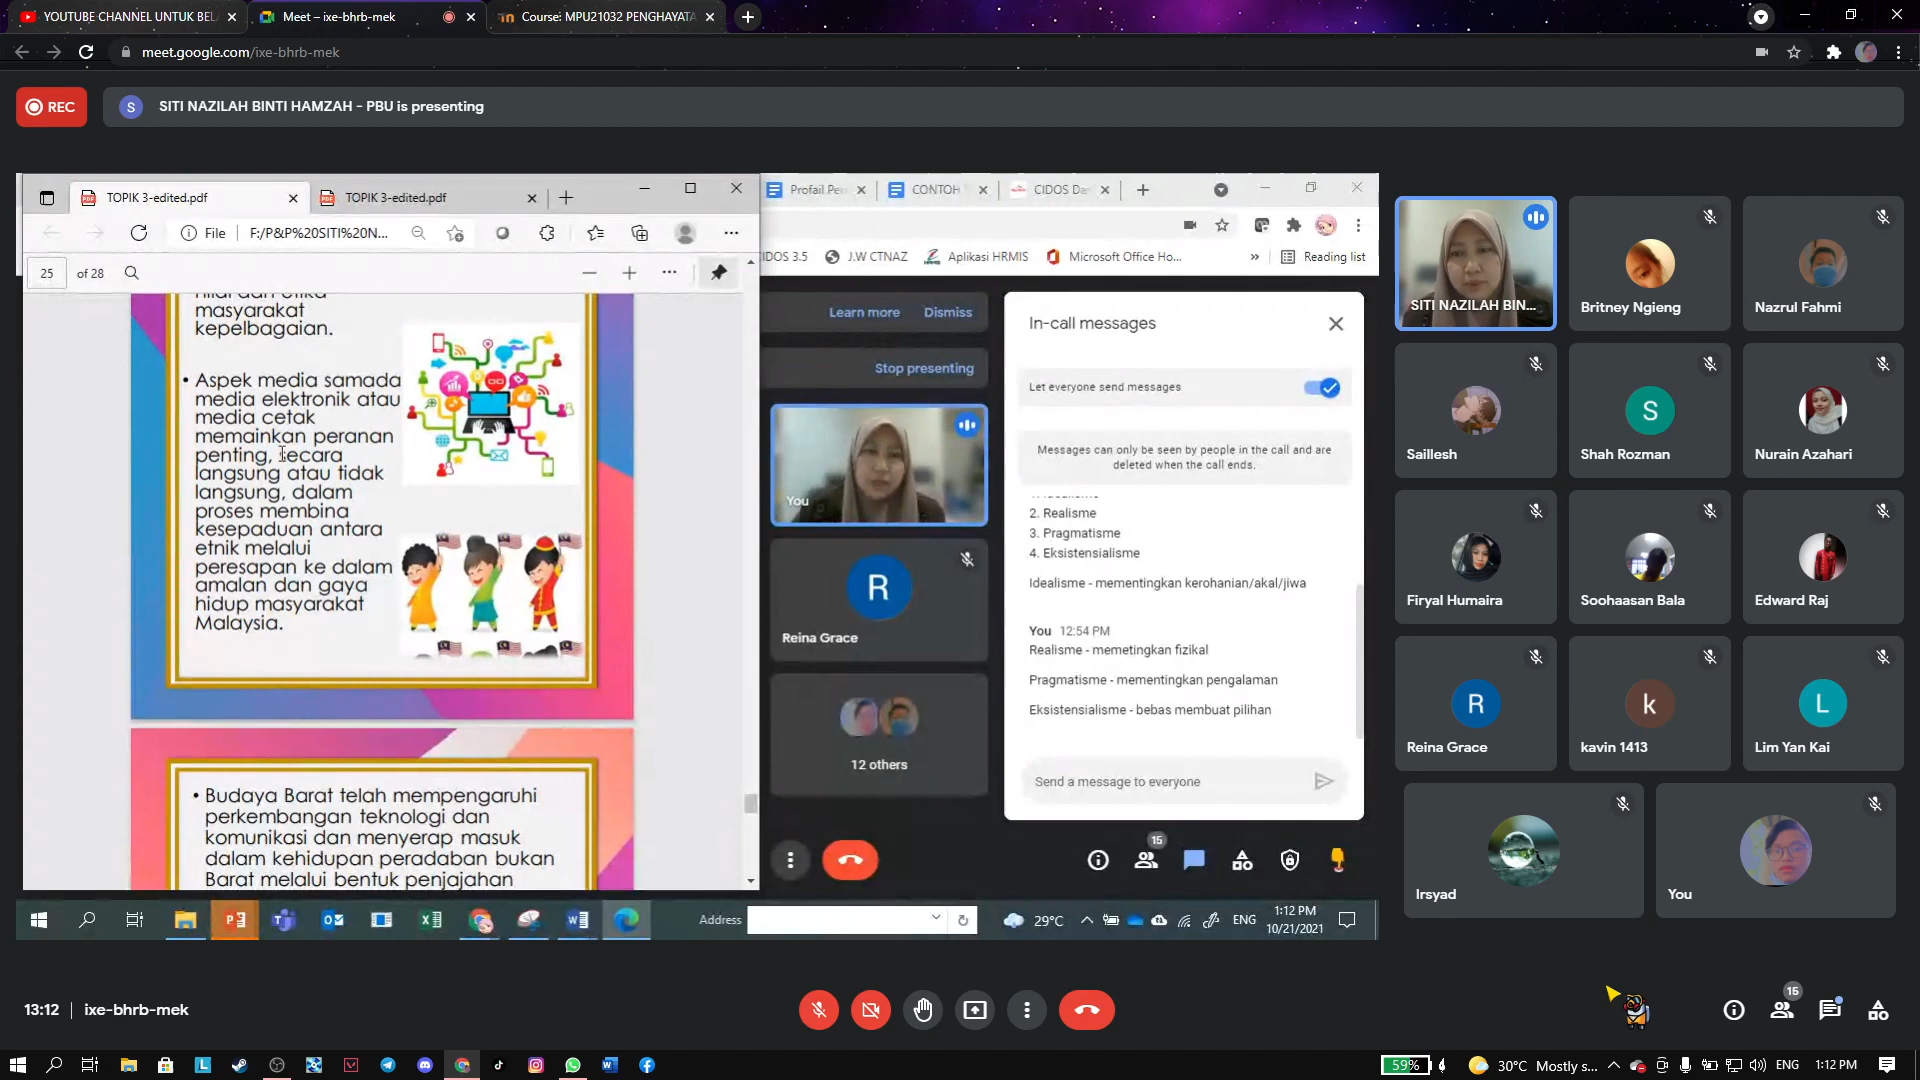 YOUTUBE CHANNEL UNTUK BEL
Meet – ixe-bhrb-mek
Course: MPU21032 PENGHAYATA
meet.google.com/ixe-bhrb-mek
REC
S
SITI NAZILAH BINTI HAMZAH - PBU is presenting
TOPIK 3-edited.pdf
TOPIK 3-edited.pdf
File
F:/P&P%20SITI%20N...
25
of 28
masyarakat
kepelbagaian.
• Aspek media samada
media elektronik atau
media cetak
memainkan peranan
penting, secara
langsung atau tidak
langsung, dalam
proses membina
kesepaduan antara
etnik melalui
peresapan ke dalam
amalan dan gaya
hidup masyarakat
Malaysia.
• Budaya Barat telah mempengaruhi
perkembangan teknologi dan
komunikasi dan menyerap masuk
dalam kehidupan peradaban bukan
Barat melalui bentuk penjajahan
Profail Pe
CONTOH
CIDOS Da
CIDOS 3.5
J.W CTNAZ
Aplikasi HRMIS
Microsoft Office Ho...
»
Reading list
Learn more
Dismiss
Stop presenting
You
R
Reina Grace
12 others
In-call messages
Let everyone send messages
Messages can only be seen by people in the call and are
deleted when the call ends.
2. Realisme
3. Pragmatisme
4. Eksistensialisme
Idealisme - mementingkan kerohanian/akal/jiwa
You 12:54 PM
Realisme - memetingkan fizikal
Pragmatisme - mementingkan pengalaman
Eksistensialisme - bebas membuat pilihan
Send a message to everyone
15
Address
29°C
ENG
1:12 PM
10/21/2021
SITI NAZILAH BIN...
Britney Ngieng
Nazrul Fahmi
Saillesh
S
Shah Rozman
Nurain Azahari
Firyal Humaira
Soohaasan Bala
Edward Raj
R
Reina Grace
k
kavin 1413
L
Lim Yan Kai
Irsyad
You
13:12
ixe-bhrb-mek
15
59%
30°C Mostly s...
ENG
1:12 PM